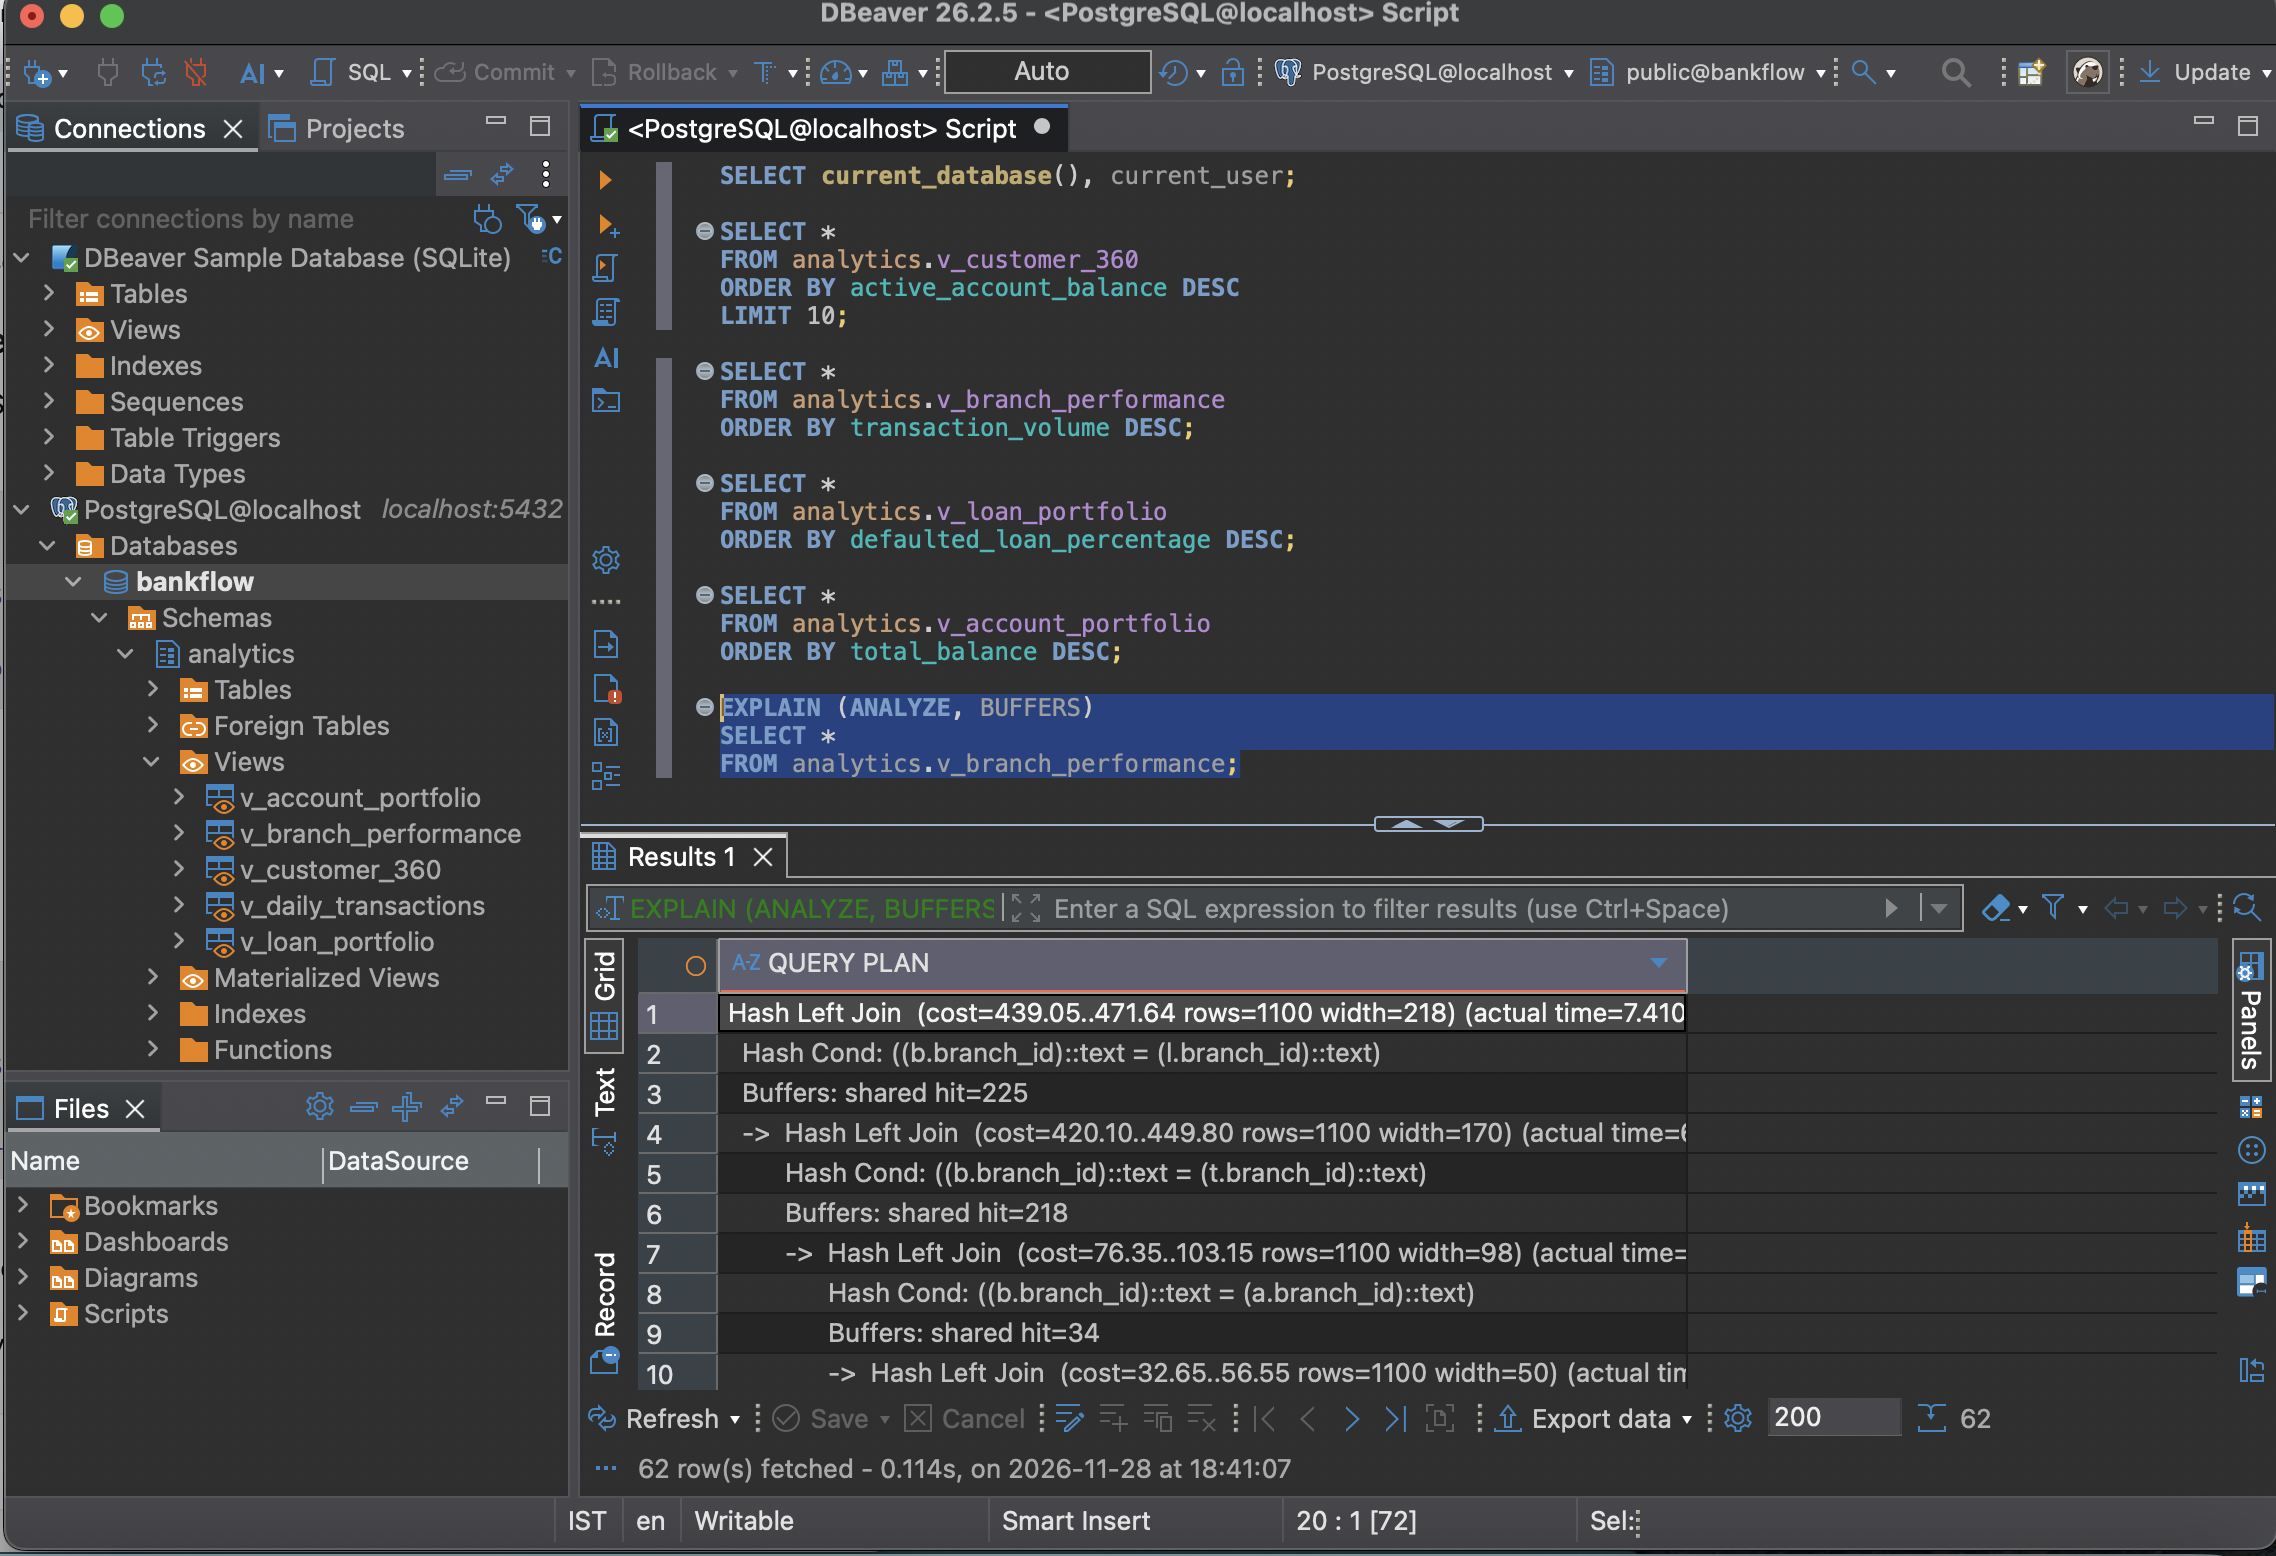 DBeaver 26.2.5 - <PostgreSQL@localhost> Script
AI SQL Commit Rollback Auto PostgreSQL@localhost public@bankflow Update
Connections Projects
Filter connections by name
DBeaver Sample Database (SQLite)
Tables
Views
Indexes
Sequences
Table Triggers
Data Types
PostgreSQL@localhost localhost:5432
Databases
bankflow
Schemas
analytics
Tables
Foreign Tables
Views
v_account_portfolio
v_branch_performance
v_customer_360
v_daily_transactions
v_loan_portfolio
Materialized Views
Indexes
Functions
Files
Name DataSource
Bookmarks
Dashboards
Diagrams
Scripts
<PostgreSQL@localhost> Script
AI
SELECT current_database(), current_user;
SELECT *
FROM analytics.v_customer_360
ORDER BY active_account_balance DESC
LIMIT 10;
SELECT *
FROM analytics.v_branch_performance
ORDER BY transaction_volume DESC;
SELECT *
FROM analytics.v_loan_portfolio
ORDER BY defaulted_loan_percentage DESC;
SELECT *
FROM analytics.v_account_portfolio
ORDER BY total_balance DESC;
EXPLAIN (ANALYZE, BUFFERS)
SELECT *
FROM analytics.v_branch_performance;
Results 1
EXPLAIN (ANALYZE, BUFFERS Enter a SQL expression to filter results (use Ctrl+Space)
Grid
Text
Record
Panels
A-Z QUERY PLAN
1 Hash Left Join (cost=439.05..471.64 rows=1100 width=218) (actual time=7.410
2 Hash Cond: ((b.branch_id)::text = (l.branch_id)::text)
3 Buffers: shared hit=225
4 -> Hash Left Join (cost=420.10..449.80 rows=1100 width=170) (actual time=6
5 Hash Cond: ((b.branch_id)::text = (t.branch_id)::text)
6 Buffers: shared hit=218
7 -> Hash Left Join (cost=76.35..103.15 rows=1100 width=98) (actual time=
8 Hash Cond: ((b.branch_id)::text = (a.branch_id)::text)
9 Buffers: shared hit=34
10 -> Hash Left Join (cost=32.65..56.55 rows=1100 width=50) (actual tim
Refresh Save Cancel Export data 200 62
62 row(s) fetched - 0.114s, on 2026-11-28 at 18:41:07
IST en Writable Smart Insert 20 : 1 [72] Sel: